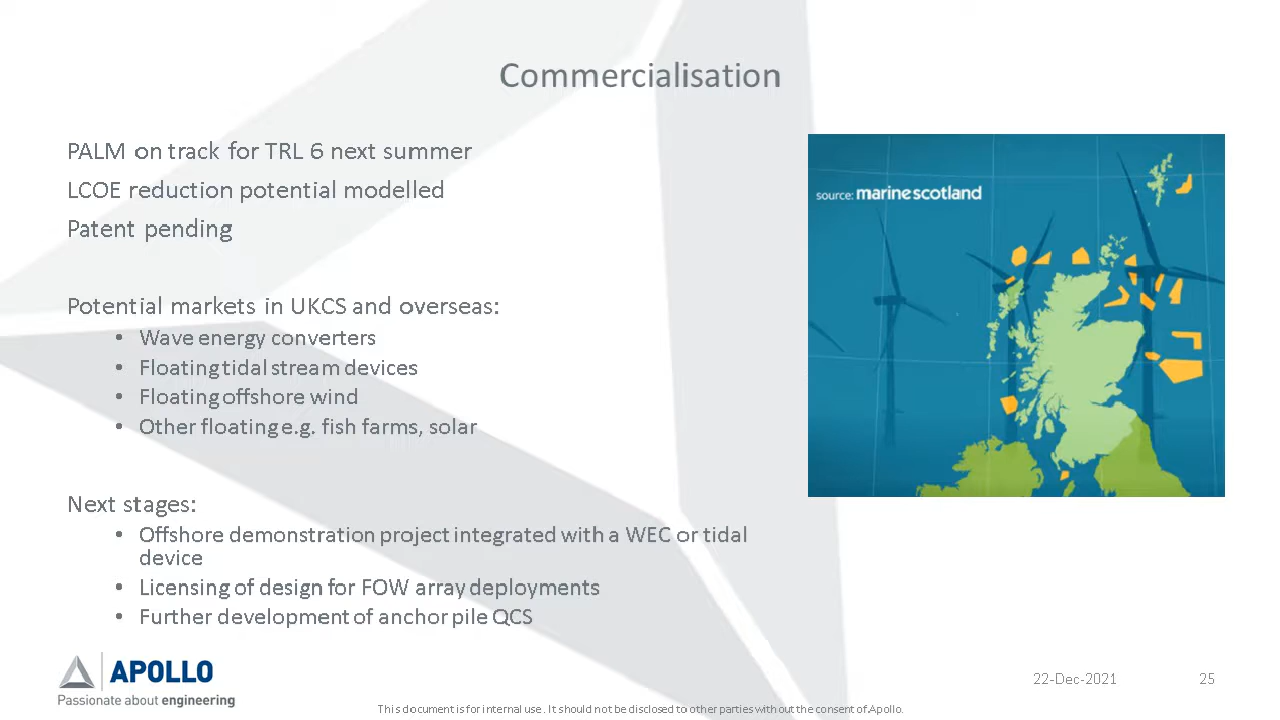 Commercialisation
PALM on track for TRL 6 next summer
LCOE reduction potential modelled
Patent pending
source: marinescotland
Potential markets in UKCS and overseas:
• Wave energy converters
• Floating tidal stream devices
• Floating offshore wind
• Other floating e.g. fish farms, solar
Next stages:
• Offshore demonstration project integrated with a WEC or tidal
device
• Licensing of design for FOW array deployments
• Further development of anchor pile QCS
APOLLO
Passionate about engineering
22-Dec-2021
25
This document is for internal use. It should not be disclosed to other parties without the consent of Apollo.